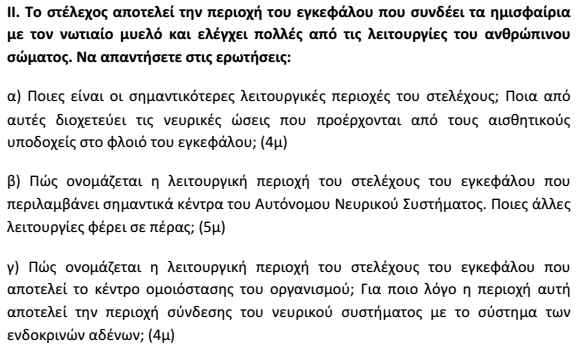 II. Το στέλεχος αποτελεί την περιοχή του εγκεφάλου που συνδέει τα ημισφαίρια
με τον νωτιαίο μυελό και ελέγχει πολλές από τις λειτουργίες του ανθρώπινου
σώματος. Να απαντήσετε στις ερωτήσεις:
α) Ποιες είναι οι σημαντικότερες λειτουργικές περιοχές του στελέχους; Ποια από
αυτές διοχετεύει τις νευρικές ώσεις που προέρχονται από τους αισθητικούς
υποδοχείς στο φλοιό του εγκεφάλου; (4μ)
β) Πώς ονομάζεται η λειτουργική περιοχή του στελέχους του εγκεφάλου που
περιλαμβάνει σημαντικά κέντρα του Αυτόνομου Νευρικού Συστήματος. Ποιες άλλες
λειτουργίες φέρει σε πέρας; (5μ)
γ) Πώς ονομάζεται η λειτουργική περιοχή του στελέχους του εγκεφάλου που
αποτελεί το κέντρο ομοιόστασης του οργανισμού; Για ποιο λόγο η περιοχή αυτή
αποτελεί την περιοχή σύνδεσης του νευρικού συστήματος με το σύστημα των
ενδοκρινών αδένων; (4μ)